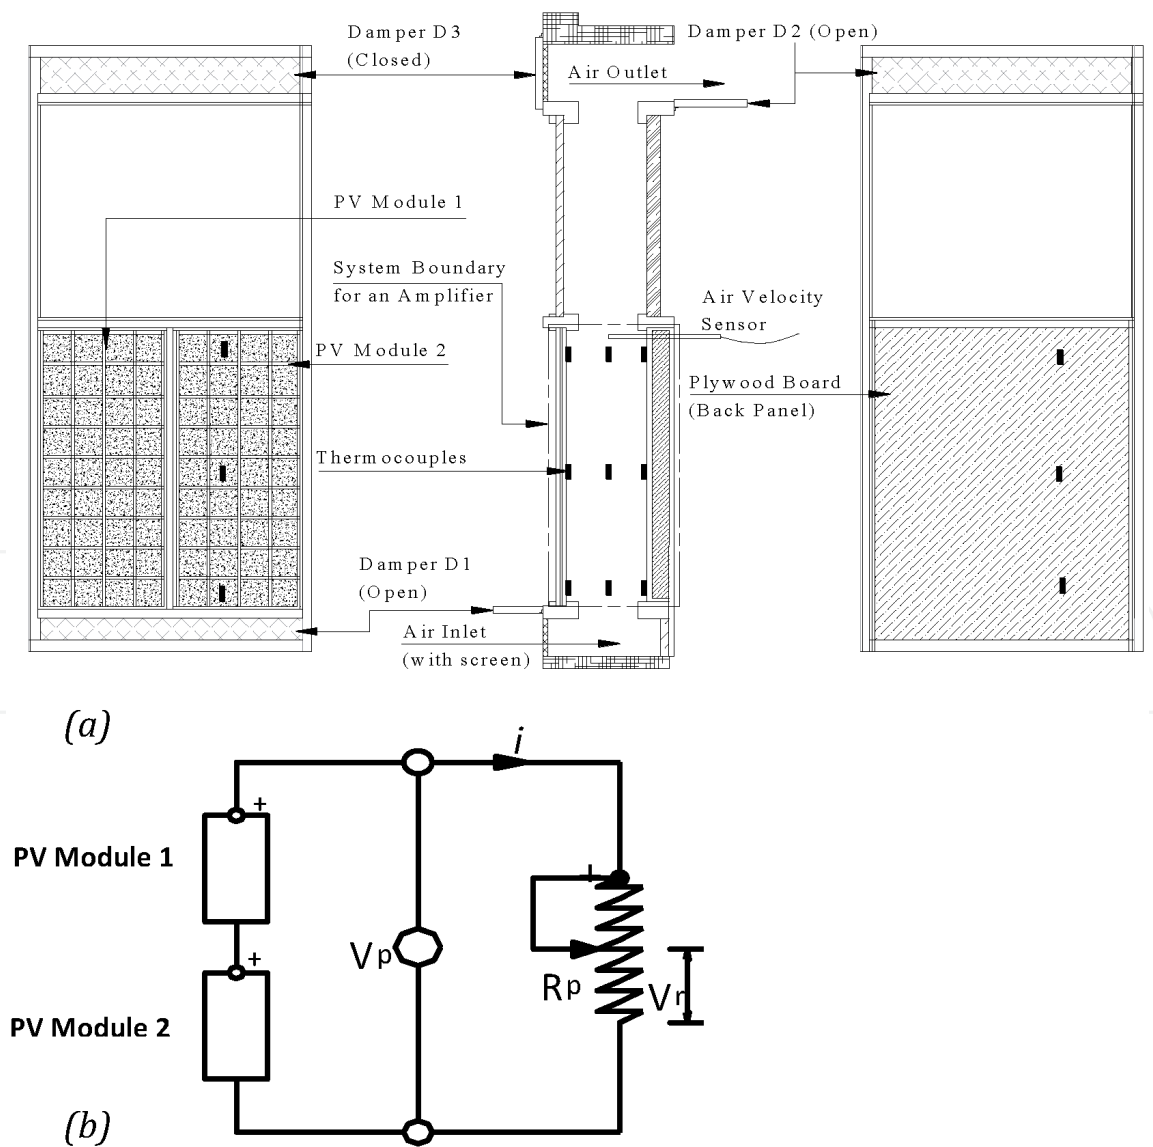 Damper D3
(Closed)
Damper D2 (Open)
Air Outlet
PV Module 1
System Boundary
for an Amplifier
Air Velocity
Sensor
PV Module 2
Plywood Board
(Back Panel)
Thermocouples
Damper D1
(Open)
Air Inlet
(with screen)
(a)
i
+
PV Module 1
+
Vp
+
Rp
Vr
PV Module 2
(b)